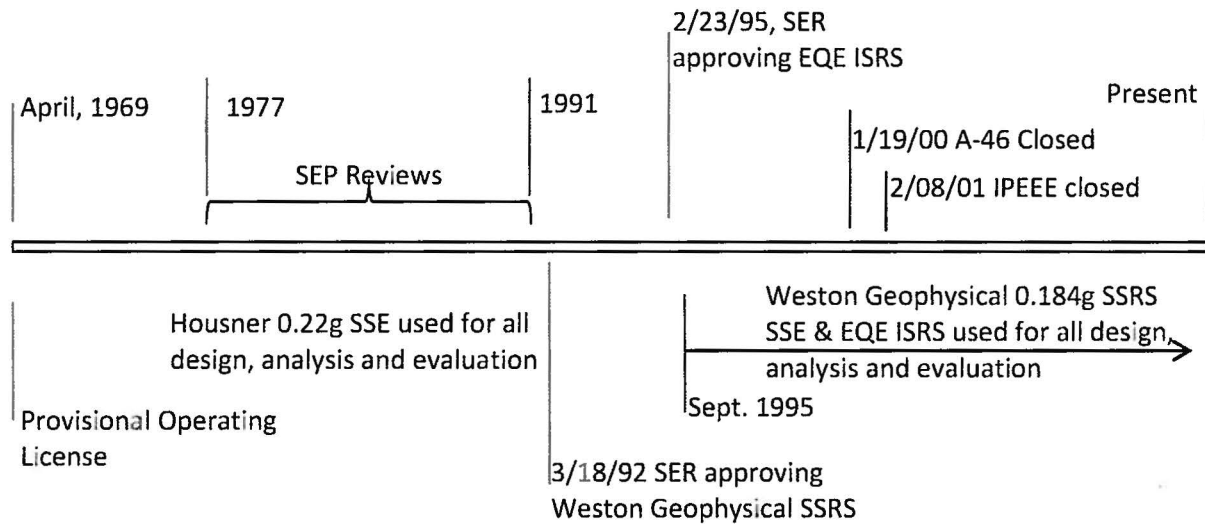 2/23/95, SER
approving EQE ISRS
April, 1969
1977
1991
Present
1/19/00 A-46 Closed
SEP Reviews
2/08/01 IPEEE closed
Housner 0.22g SSE used for all
design, analysis and evaluation
Weston Geophysical 0.184g SSRS
SSE & EQE ISRS used for all design,
analysis and evaluation
Sept. 1995
Provisional Operating
License
3/18/92 SER approving
Weston Geophysical SSRS